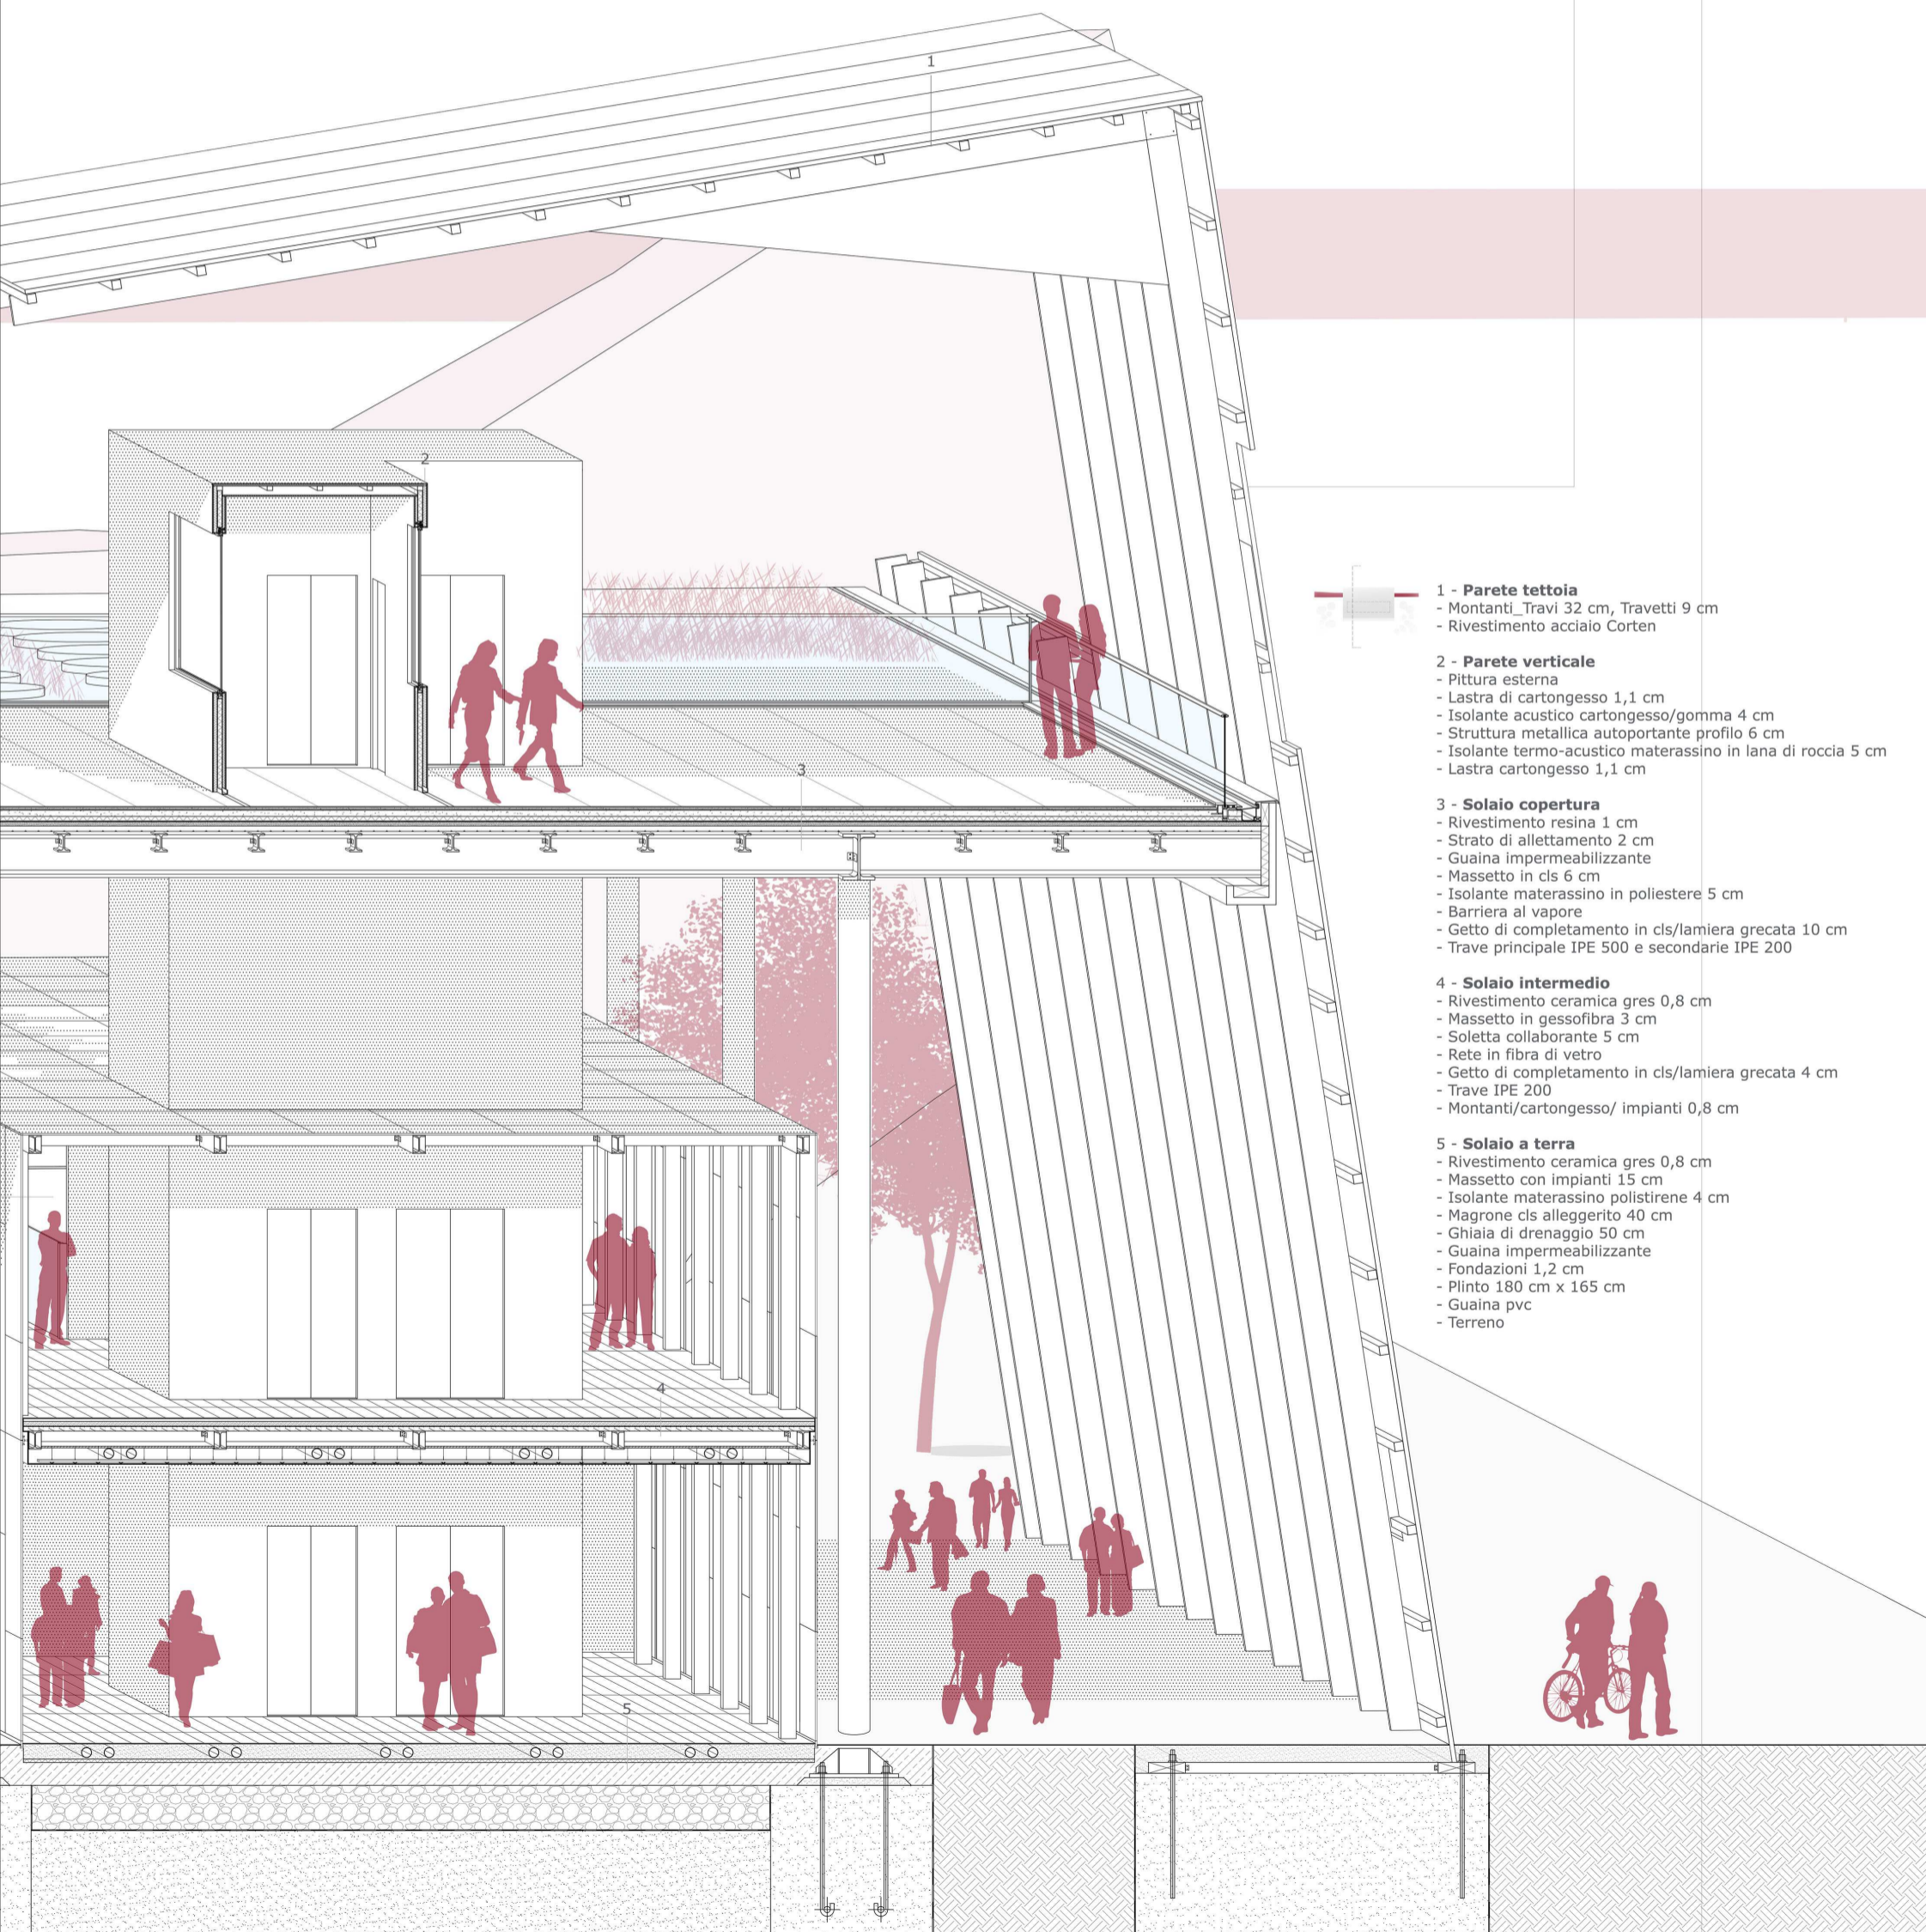 1
2
3
4
5
1 - Parete tettoia
- Montanti_Travi 32 cm, Travetti 9 cm
- Rivestimento acciaio Corten
2 - Parete verticale
- Pittura esterna
- Lastra di cartongesso 1,1 cm
- Isolante acustico cartongesso/gomma 4 cm
- Struttura metallica autoportante profilo 6 cm
- Isolante termo-acustico materassino in lana di roccia 5 cm
- Lastra cartongesso 1,1 cm
3 - Solaio copertura
- Rivestimento resina 1 cm
- Strato di allettamento 2 cm
- Guaina impermeabilizzante
- Massetto in cls 6 cm
- Isolante materassino in poliestere 5 cm
- Barriera al vapore
- Getto di completamento in cls/lamiera grecata 10 cm
- Trave principale IPE 500 e secondarie IPE 200
4 - Solaio intermedio
- Rivestimento ceramica gres 0,8 cm
- Massetto in gessofibra 3 cm
- Soletta collaborante 5 cm
- Rete in fibra di vetro
- Getto di completamento in cls/lamiera grecata 4 cm
- Trave IPE 200
- Montanti/cartongesso/ impianti 0,8 cm
5 - Solaio a terra
- Rivestimento ceramica gres 0,8 cm
- Massetto con impianti 15 cm
- Isolante materassino polistirene 4 cm
- Magrone cls alleggerito 40 cm
- Ghiaia di drenaggio 50 cm
- Guaina impermeabilizzante
- Fondazioni 1,2 cm
- Plinto 180 cm x 165 cm
- Guaina pvc
- Terreno